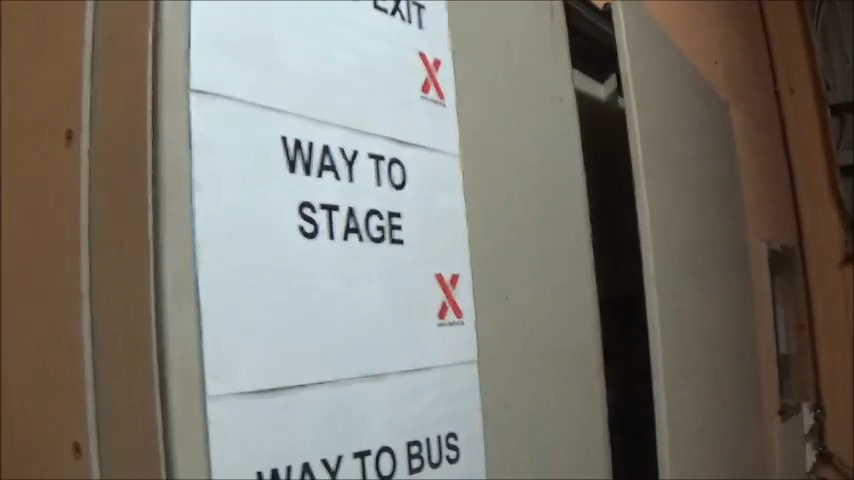 EXIT
X
WAY TO
STAGE
X
WAY TO BUS